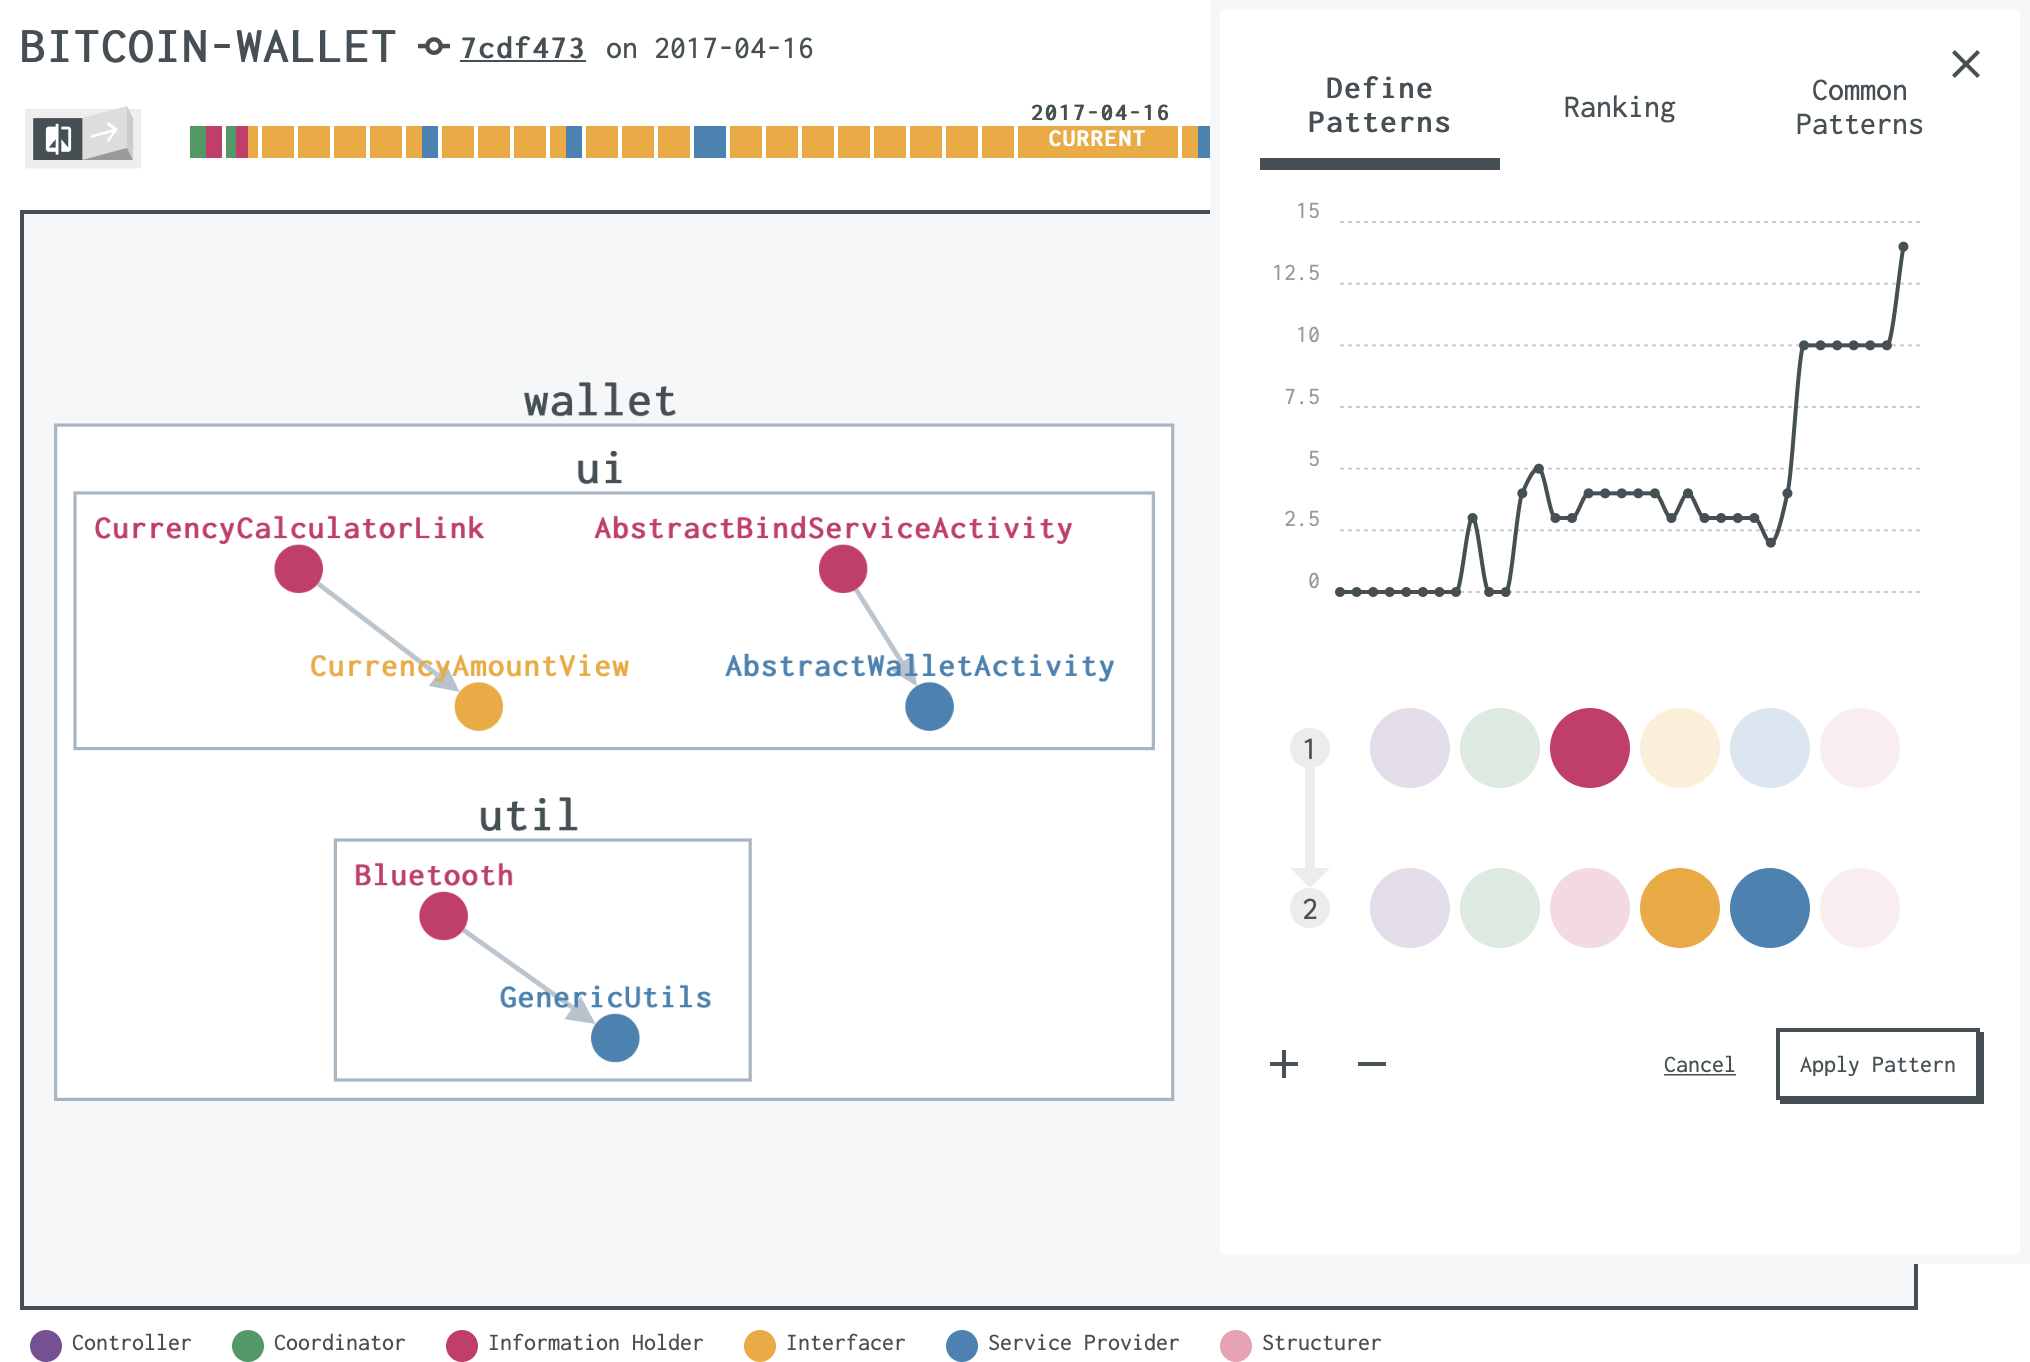 BITCOIN-WALLET 7cdf473 on 2017-04-16
2017-04-16
CURRENT
wallet
ui
CurrencyCalculatorLink
AbstractBindServiceActivity
CurrencyAmountView
AbstractWalletActivity
util
Bluetooth
GenericUtils
Define
Patterns
Ranking
Common
Patterns
15
12.5
10
7.5
5
2.5
0
1
2
Cancel
Apply Pattern
Controller
Coordinator
Information Holder
Interfacer
Service Provider
Structurer